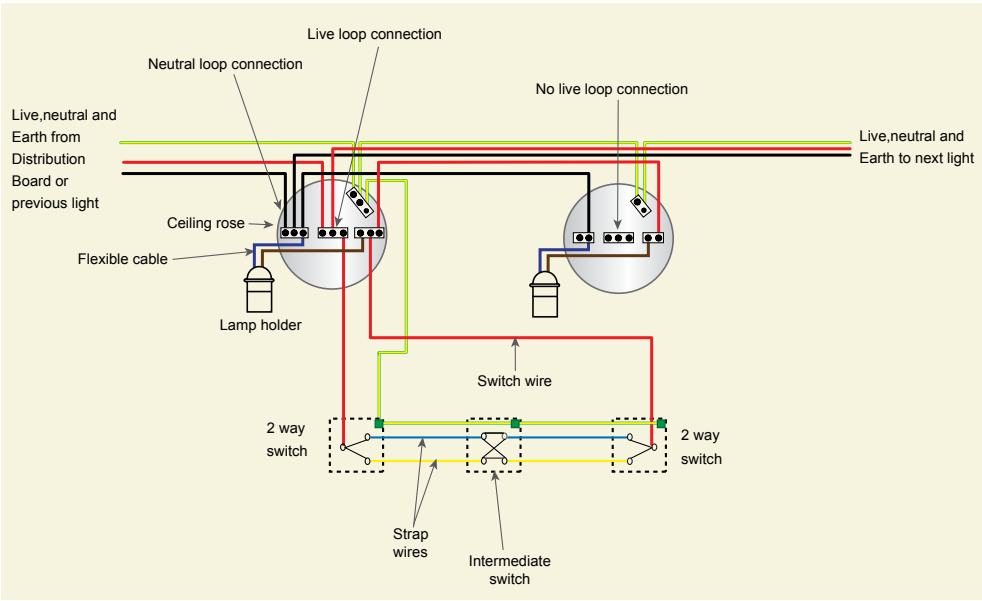 Live loop connection
Neutral loop connection
No live loop connection
Live,neutral and
Earth from
Distribution
Board or
previous light
Live,neutral and
Earth to next light
Ceiling rose
Flexible cable
Lamp holder
Switch wire
2 way
switch
2 way
switch
Strap
wires
Intermediate
switch